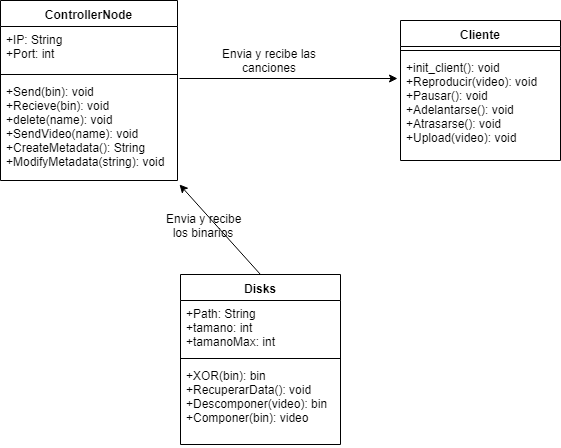 ControllerNode
+IP: String
+Port: int
+Send(bin): void
+Recieve(bin): void
+delete(name): void
+SendVideo(name): void
+CreateMetadata(): String
+ModifyMetadata(string): void
Envia y recibe las
canciones
Cliente
+init_client(): void
+Reproducir(video): void
+Pausar(): void
+Adelantarse(): void
+Atrasarse(): void
+Upload(video): void
Envia y recibe
los binarios
Disks
+Path: String
+tamano: int
+tamanoMax: int
+XOR(bin): bin
+RecuperarData(): void
+Descomponer(video): bin
+Componer(bin): video